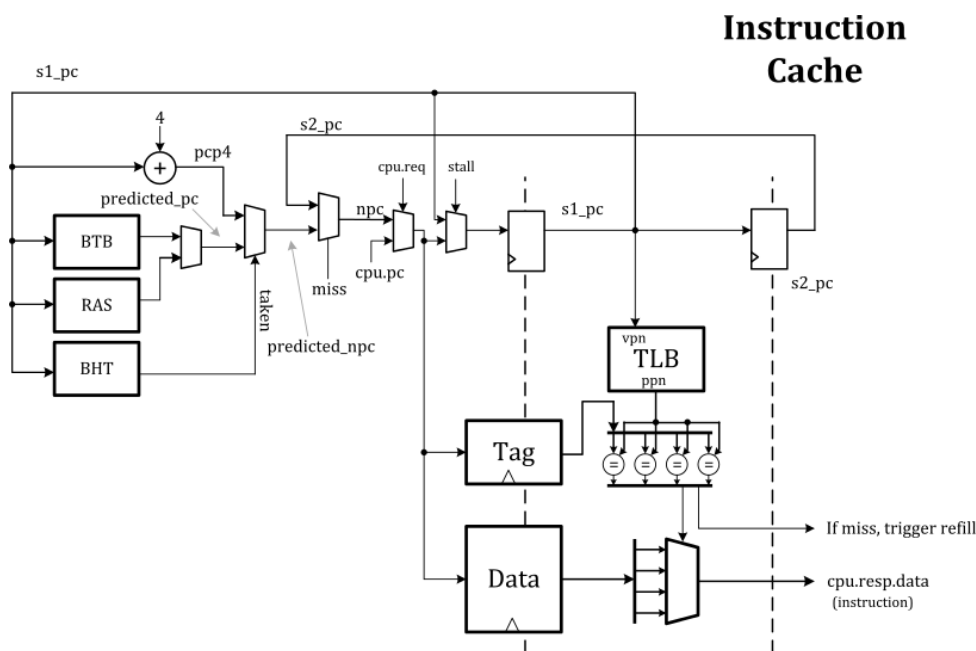 Instruction
Cache
s1_pc
4
+
pcp4
s2_pc
cpu.req
stall
predicted_pc
npc
s1_pc
BTB
cpu.pc
miss
s2_pc
RAS
taken
predicted_npc
BHT
vpn
TLB
ppn
Tag
= = = =
If miss, trigger refill
Data
cpu.resp.data
(instruction)